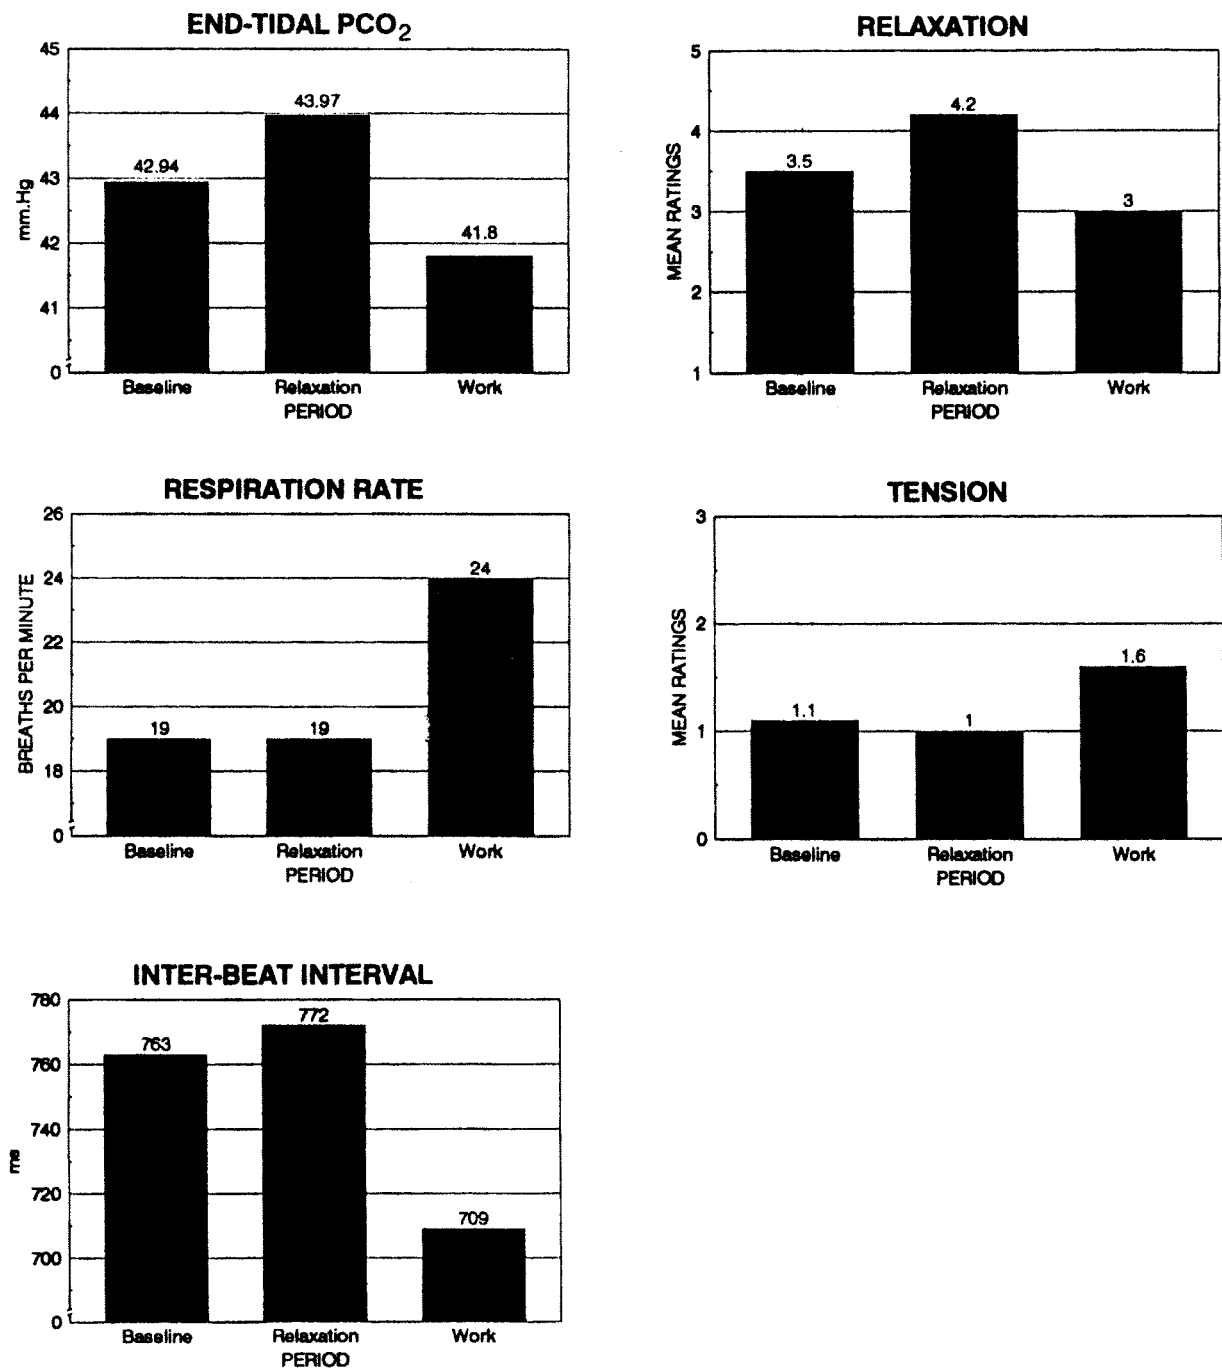 END-TIDAL PCO₂
45
44
43
42
41
0
mm.Hg
42.94
43.97
41.8
Baseline Relaxation Work
PERIOD
RELAXATION
5
4
3
2
1
MEAN RATINGS
3.5
4.2
3
Baseline Relaxation Work
PERIOD
RESPIRATION RATE
26
24
22
20
18
0
BREATHS PER MINUTE
19
19
24
Baseline Relaxation Work
PERIOD
TENSION
3
2
1
0
MEAN RATINGS
1.1
1
1.6
Baseline Relaxation Work
PERIOD
INTER-BEAT INTERVAL
780
760
740
720
700
0
ms
763
772
709
Baseline Relaxation Work
PERIOD